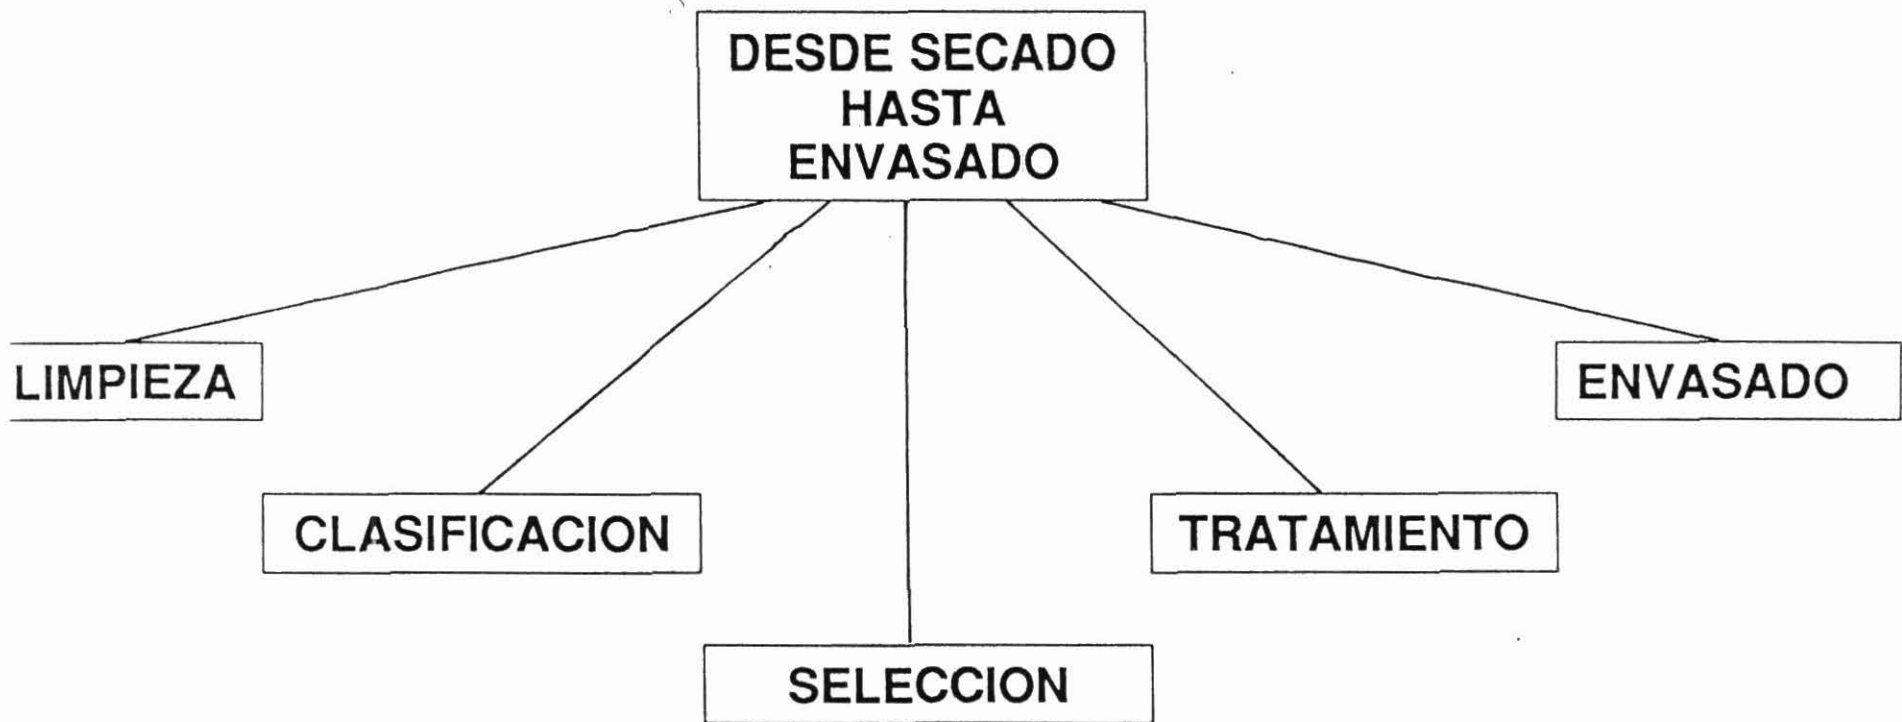 DESDE SECADO
HASTA
ENVASADO
LIMPIEZA
ENVASADO
CLASIFICACION
TRATAMIENTO
SELECCION